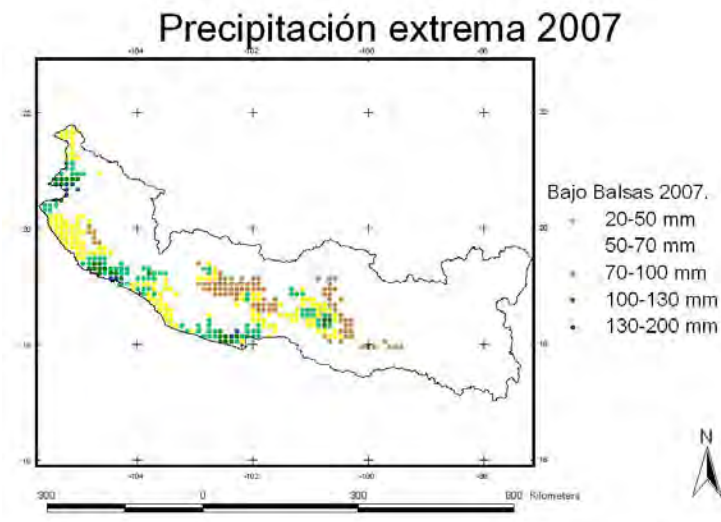 Precipitación extrema 2007
Bajo Balsas 2007.
20-50 mm
50-70 mm
70-100 mm
100-130 mm
130-200 mm
N
300 0 300 600 Kilometers